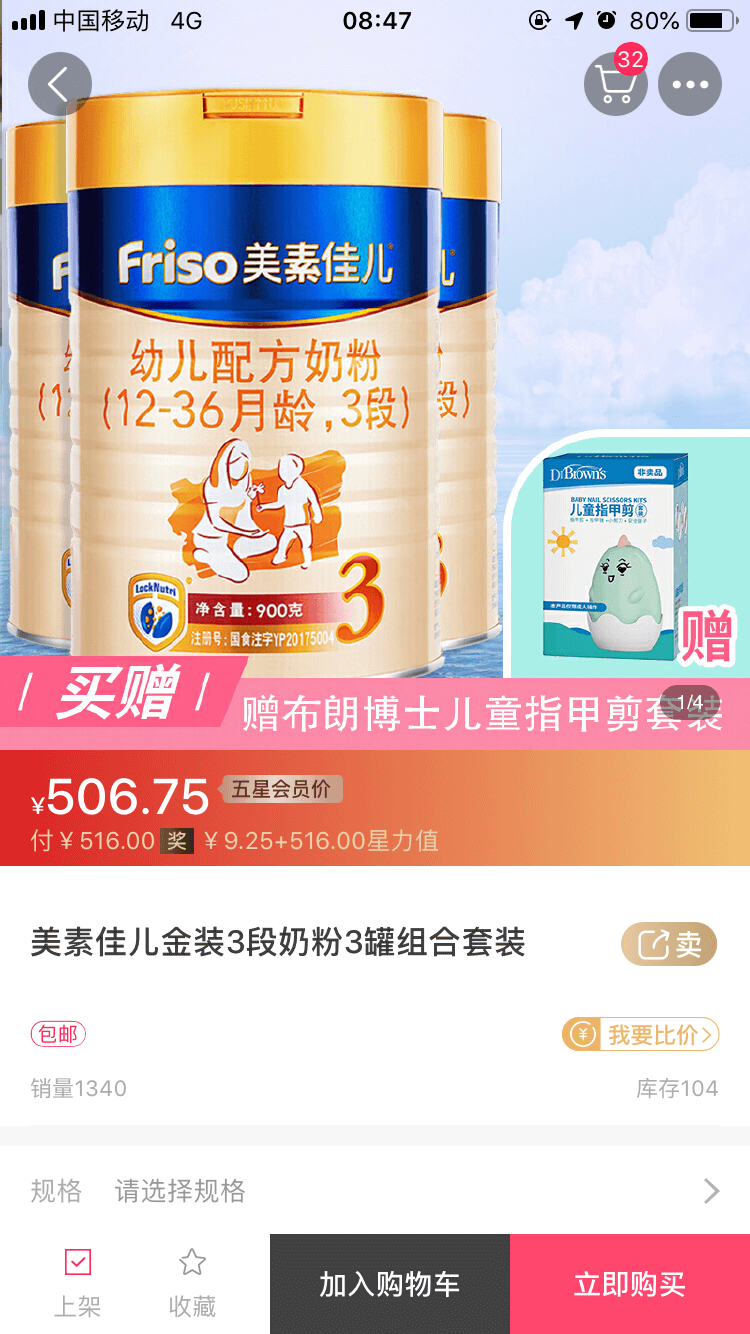 中国移动 4G 08:47 80%
32
PUSH TI U
Friso 美素佳儿
幼儿配方奶粉
(12-36月龄,3段)
段)
LockNutri
净含量:900克
注册号:国食注字YP20175004
3
Dr Brown's 非卖品
BABY NAIL SCISSORS KITS
儿童指甲剪 套装
赠
买赠
赠布朗博士儿童指甲剪套装
1/4
¥506.75 五星会员价
付¥516.00 奖 ¥9.25+516.00星力值
美素佳儿金装3段奶粉3罐组合套装
卖
包邮
我要比价
销量1340
库存104
规格 请选择规格
上架
收藏
加入购物车
立即购买